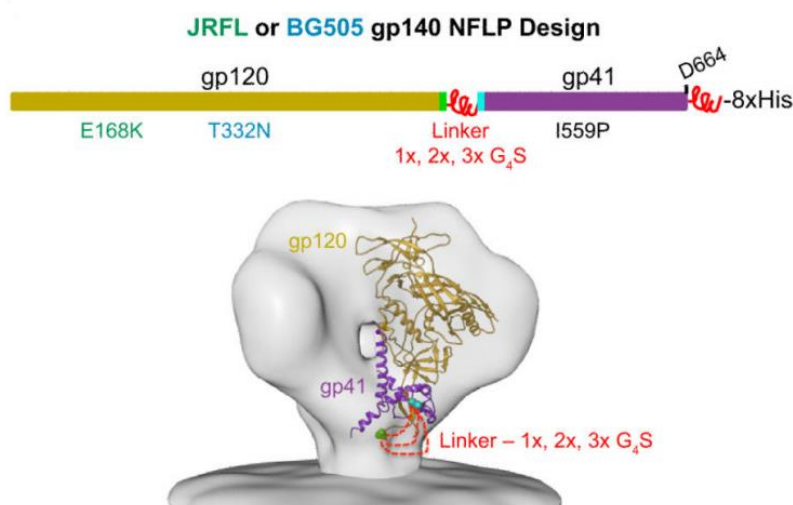 JRFL or BG505 gp140 NFLP Design
gp120 gp41 D664
-8xHis
E168K T332N Linker I559P
1x, 2x, 3x G₄S
gp120
gp41
Linker – 1x, 2x, 3x G₄S